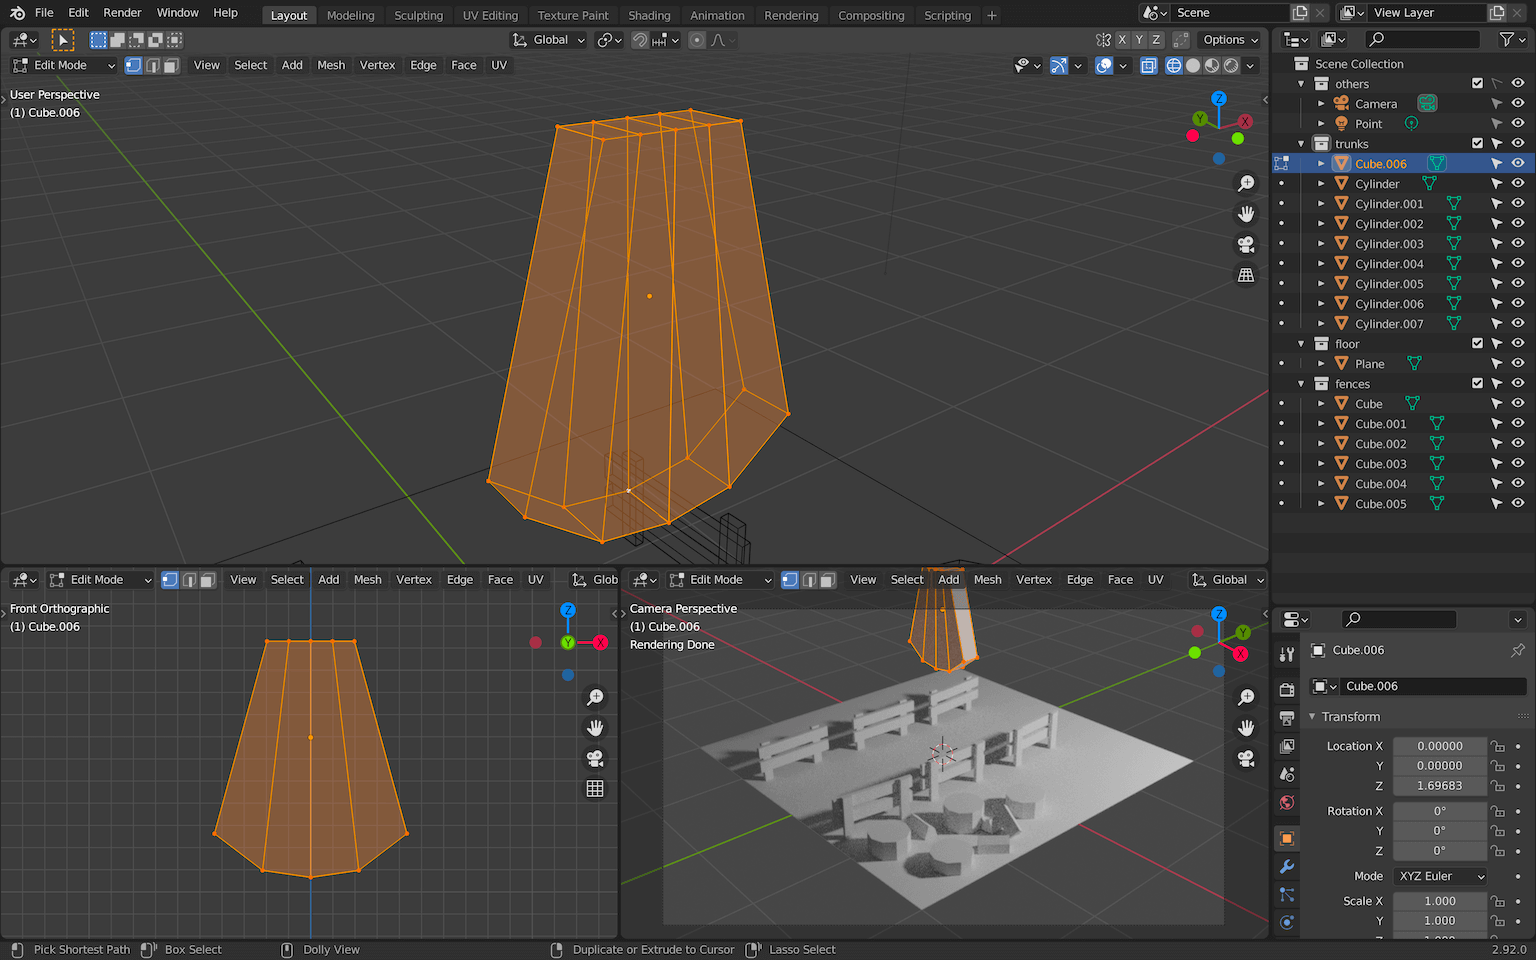 File Edit Render Window Help Layout Modeling Sculpting UV Editing Texture Paint Shading Animation Rendering Compositing Scripting + Scene View Layer
Global X Y Z Options
Edit Mode View Select Add Mesh Vertex Edge Face UV
User Perspective
(1) Cube.006
Z
Y
X
Scene Collection
others
Camera
Point
trunks
Cube.006
Cylinder
Cylinder.001
Cylinder.002
Cylinder.003
Cylinder.004
Cylinder.005
Cylinder.006
Cylinder.007
floor
Plane
fences
Cube
Cube.001
Cube.002
Cube.003
Cube.004
Cube.005
Edit Mode View Select Add Mesh Vertex Edge Face UV Glob
Front Orthographic
(1) Cube.006
Z
Y
X
Edit Mode View Select Add Mesh Vertex Edge Face UV Global
Camera Perspective
(1) Cube.006
Rendering Done
Z
Y
X
Cube.006
Cube.006
Transform
Location X 0.00000
Y 0.00000
Z 1.69683
Rotation X 0°
Y 0°
Z 0°
Mode XYZ Euler
Scale X 1.000
Y 1.000
Pick Shortest Path Box Select Dolly View Duplicate or Extrude to Cursor Lasso Select 2.92.0